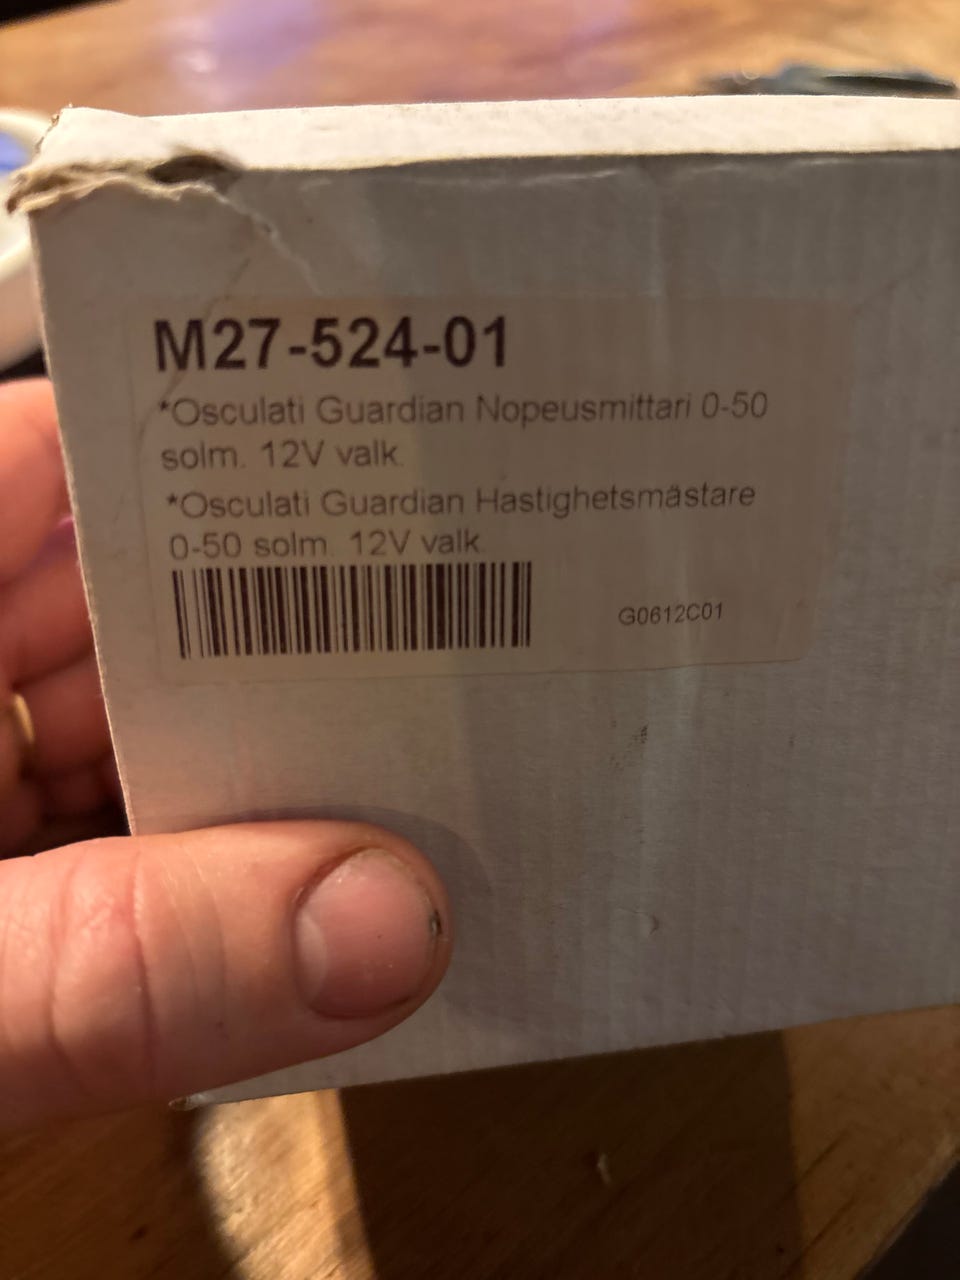 M27-524-01
*Osculati Guardian Nopeusmittari 0-50
solm. 12V valk.
*Osculati Guardian Hastighetsmästare
0-50 solm. 12V valk.
G0612C01